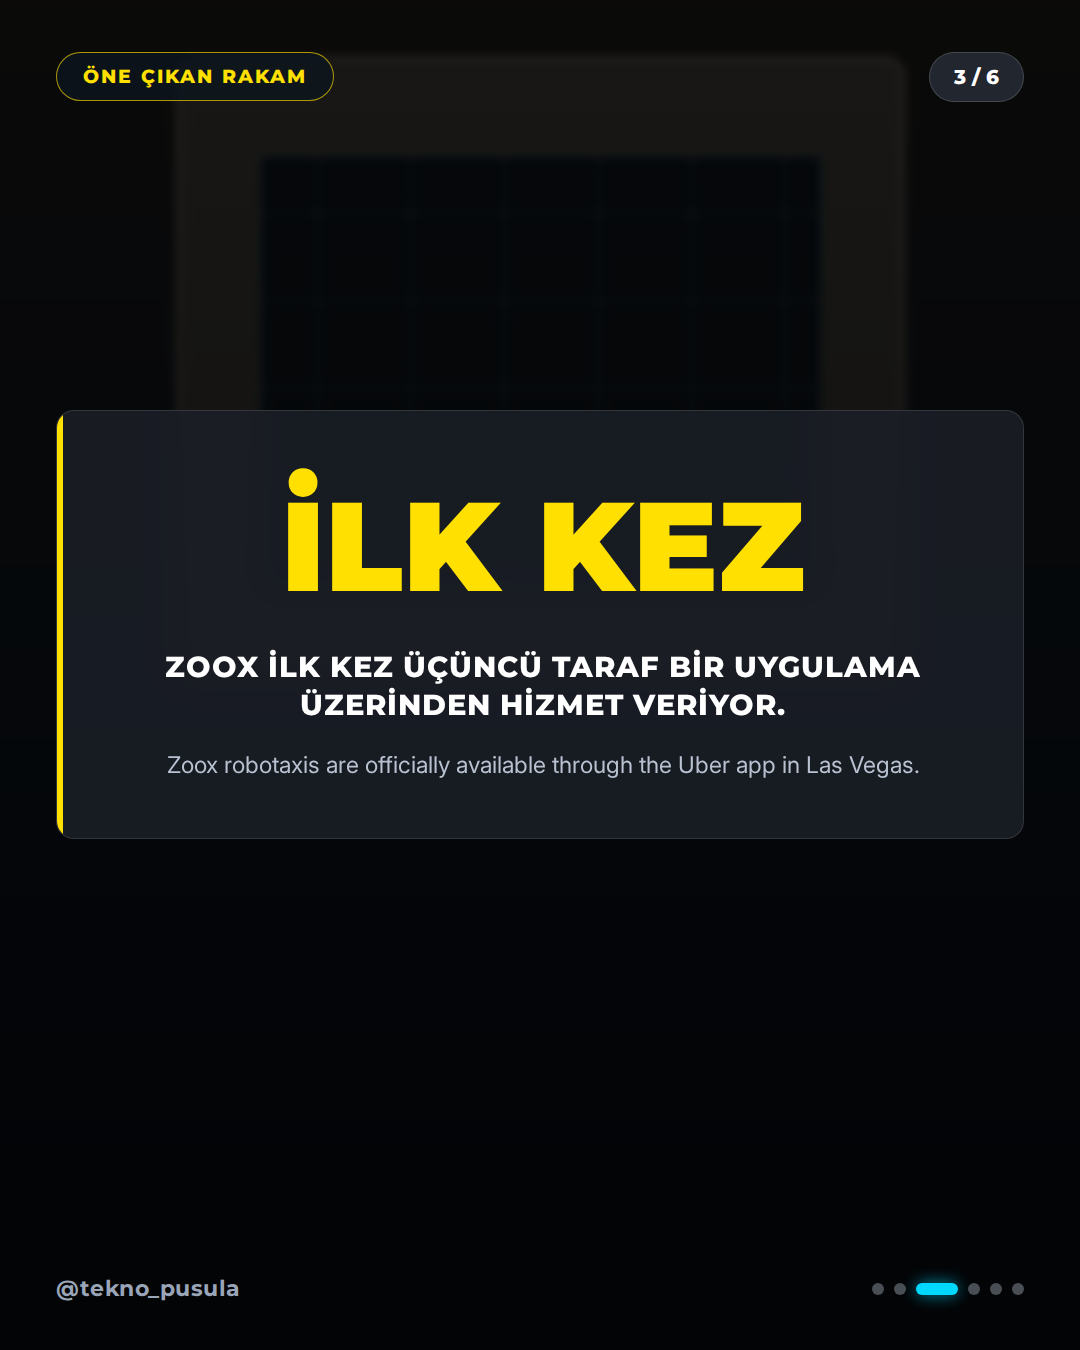 ÖNE ÇIKAN RAKAM
3 / 6
İLK KEZ
ZOOX İLK KEZ ÜÇÜNCÜ TARAF BİR UYGULAMA
ÜZERİNDEN HİZMET VERİYOR.
Zoox robotaxis are officially available through the Uber app in Las Vegas.
@tekno_pusula